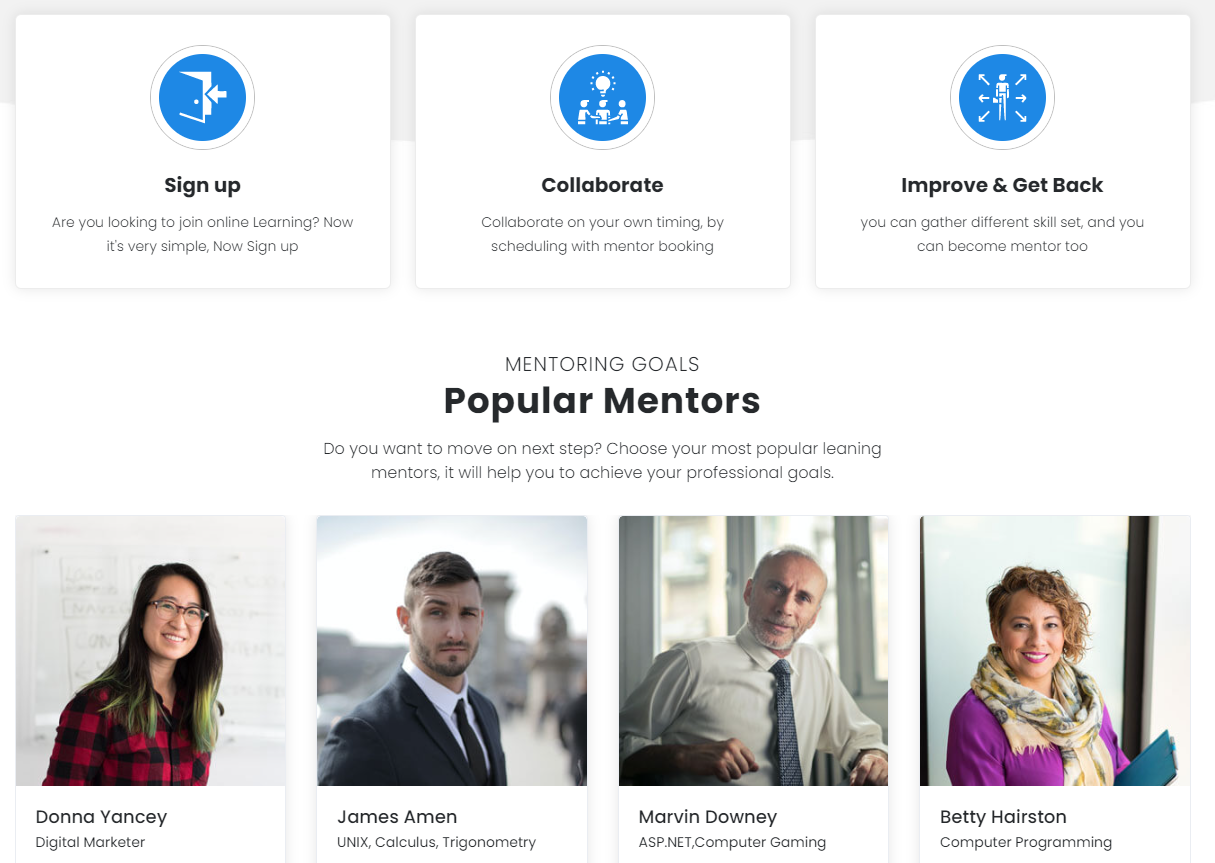 Sign up
Are you looking to join online Learning? Now
it's very simple, Now Sign up
Collaborate
Collaborate on your own timing, by
scheduling with mentor booking
Improve & Get Back
you can gather different skill set, and you
can become mentor too
MENTORING GOALS
Popular Mentors
Do you want to move on next step? Choose your most popular leaning
mentors, it will help you to achieve your professional goals.
Donna Yancey
Digital Marketer
James Amen
UNIX, Calculus, Trigonometry
Marvin Downey
ASP.NET,Computer Gaming
Betty Hairston
Computer Programming